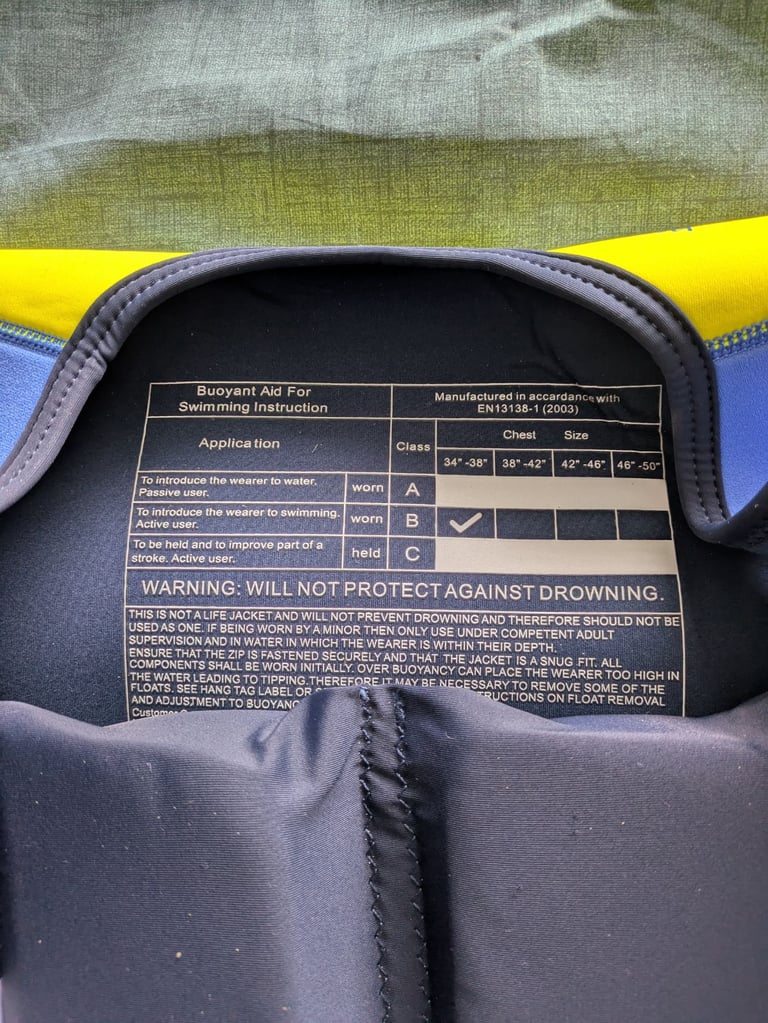 Buoyant Aid For
Swimming Instruction
Manufactured in accordance with
EN13138-1 (2003)
Application
Class
Chest Size
34" -38"
38" -42"
42" -46"
46" -50"
To introduce the wearer to water.
Passive user.
worn
A
To introduce the wearer to swimming.
Active user.
worn
B
To be held and to improve part of a
stroke. Active user.
held
C
WARNING: WILL NOT PROTECT AGAINST DROWNING.
THIS IS NOT A LIFE JACKET AND WILL NOT PREVENT DROWNING AND THEREFORE SHOULD NOT BE
USED AS ONE. IF BEING WORN BY A MINOR THEN ONLY USE UNDER COMPETENT ADULT
SUPERVISION AND IN WATER IN WHICH THE WEARER IS WITHIN THEIR DEPTH.
ENSURE THAT THE ZIP IS FASTENED SECURELY AND THAT THE JACKET IS A SNUG FIT. ALL
COMPONENTS SHALL BE WORN INITIALLY. OVER BUOYANCY CAN PLACE THE WEARER TOO HIGH IN
THE WATER LEADING TO TIPPING.THEREFORE IT MAY BE NECESSARY TO REMOVE SOME OF THE
FLOATS. SEE HANG TAG LABEL OR ON FLOAT REMOVAL
AND ADJUSTMENT TO